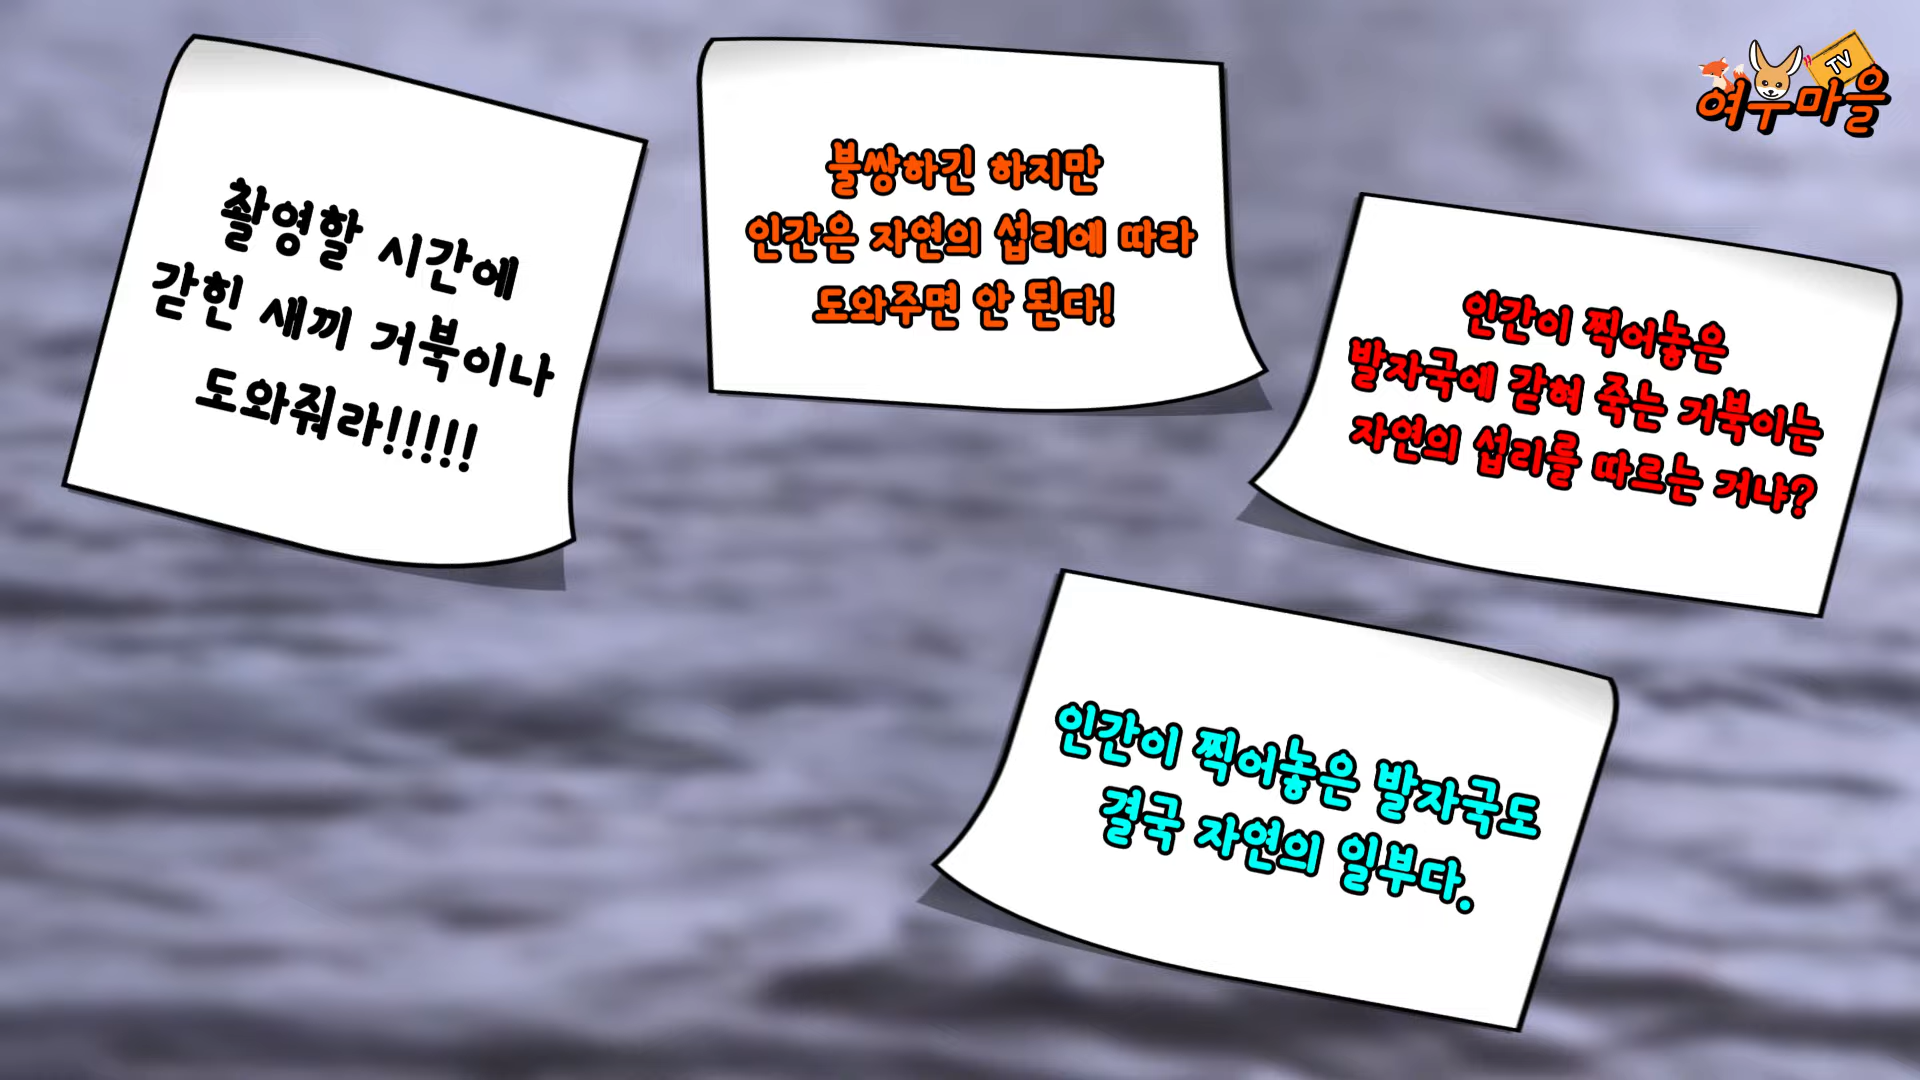 촬영할 시간에
갇힌 새끼 거북이나
도와줘라!!!!!
불쌍하긴 하지만
인간은 자연의 섭리에 따라
도와주면 안 된다!
인간이 찍어놓은
발자국에 갇혀 죽는 거북이는
자연의 섭리를 따르는 거냐?
인간이 찍어놓은 발자국도
결국 자연의 일부다.
TV
여우마을